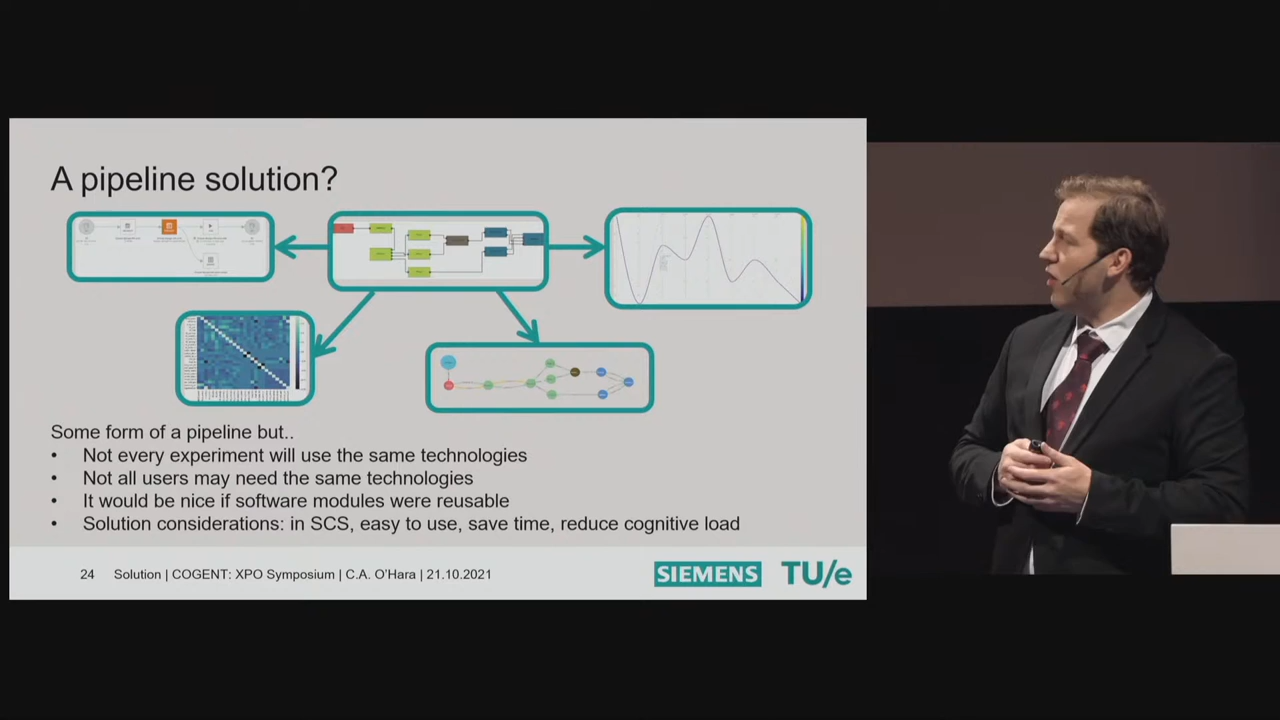 A pipeline solution?
Some form of a pipeline but..
• Not every experiment will use the same technologies
• Not all users may need the same technologies
• It would be nice if software modules were reusable
• Solution considerations: in SCS, easy to use, save time, reduce cognitive load
24 Solution | COGENT: XPO Symposium | C.A. O'Hara | 21.10.2021
SIEMENS TU/e